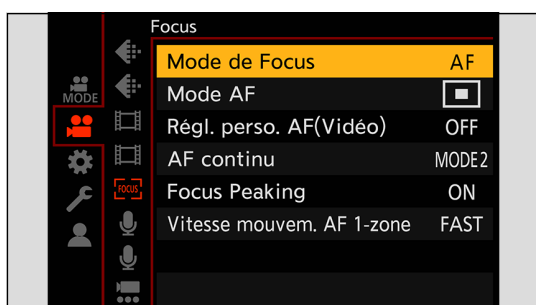 Focus
Mode de Focus AF
Mode AF
Régl. perso. AF(Vidéo) OFF
AF continu MODE2
Focus Peaking ON
Vitesse mouvem. AF 1-zone FAST
MODE
FOCUS